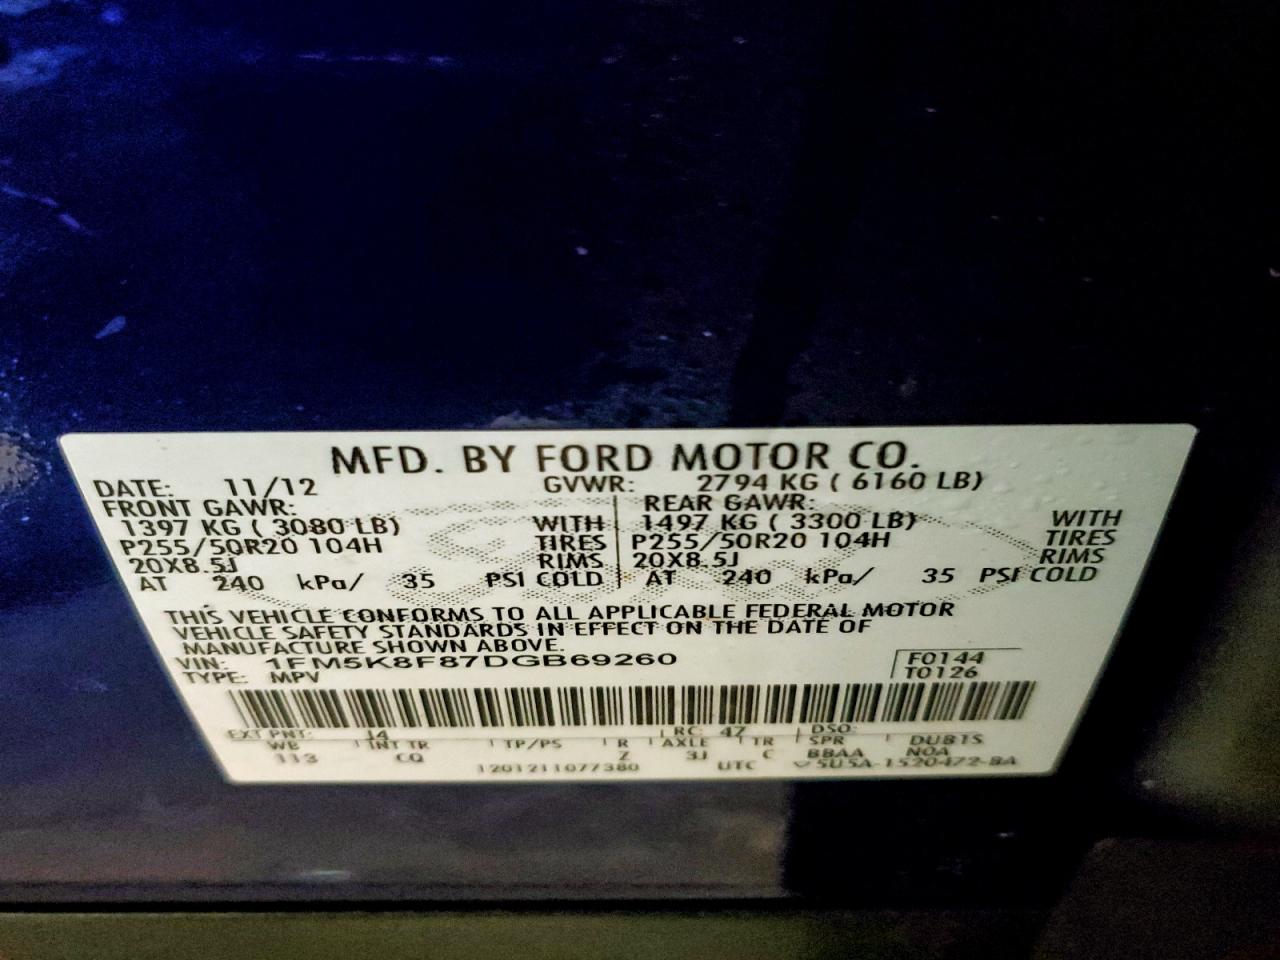 MFD. BY FORD MOTOR CO.
DATE: 11/12 GVWR: 2794 KG ( 6160 LB)
FRONT GAWR: REAR GAWR:
1397 KG ( 3080 LB) WITH 1497 KG ( 3300 LB) WITH
P255/50R20 104H TIRES P255/50R20 104H TIRES
20X8.5J RIMS 20X8.5J RIMS
AT 240 kPa/ 35 PSI COLD AT 240 kPa/ 35 PSI COLD
THIS VEHICLE CONFORMS TO ALL APPLICABLE FEDERAL MOTOR
VEHICLE SAFETY STANDARDS IN EFFECT ON THE DATE OF
MANUFACTURE SHOWN ABOVE.
VIN: 1FM5K8F87DGB69260 F0144
TYPE: MPV T0126
EXT PNT: J4 RC: 47 DSO:
WB INT TR TP/PS R AXLE TR SPR DUB1S
113 CQ Z 3J C BBAA NOA
1201211077380 UTC 5U5A-1520472-BA